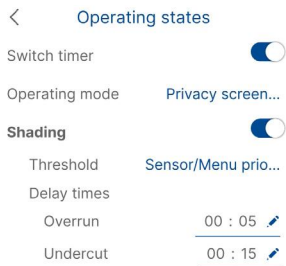 Operating states
Switch timer
Operating mode Privacy screen...
Shading
Threshold Sensor/Menu prio...
Delay times
Overrun 00 : 05
Undercut 00 : 15